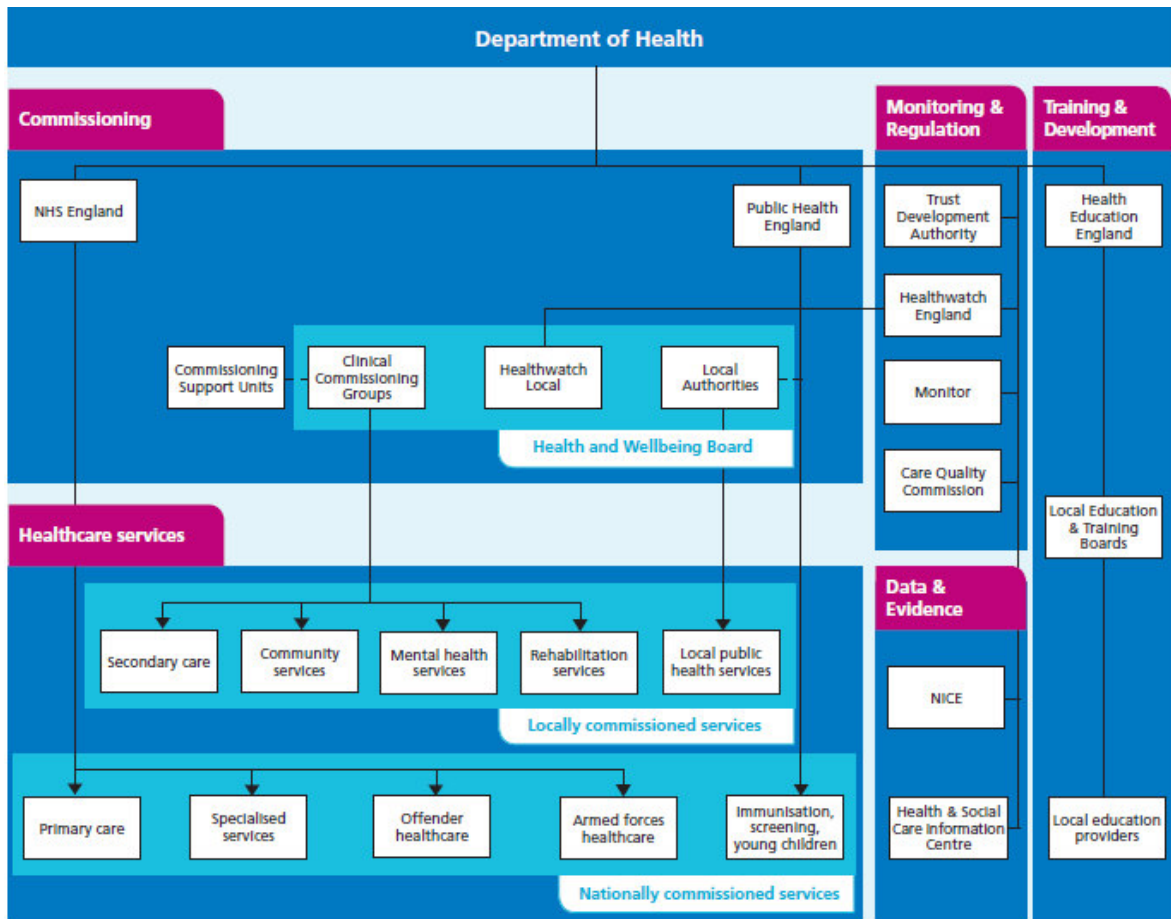 Department of Health
Commissioning
Monitoring &
Regulation
Training &
Development
NHS England
Public Health
England
Trust
Development
Authority
Health
Education
England
Healthwatch
England
Commissioning
Support Units
Clinical
Commissioning
Groups
Healthwatch
Local
Local
Authorities
Monitor
Health and Wellbeing Board
Care Quality
Commission
Healthcare services
Local Education
& Training
Boards
Data &
Evidence
Secondary care
Community
services
Mental health
services
Rehabilitation
services
Local public
health services
NICE
Locally commissioned services
Primary care
Specialised
services
Offender
healthcare
Armed forces
healthcare
Immunisation,
screening,
young children
Health & Social
Care Information
Centre
Local education
providers
Nationally commissioned services